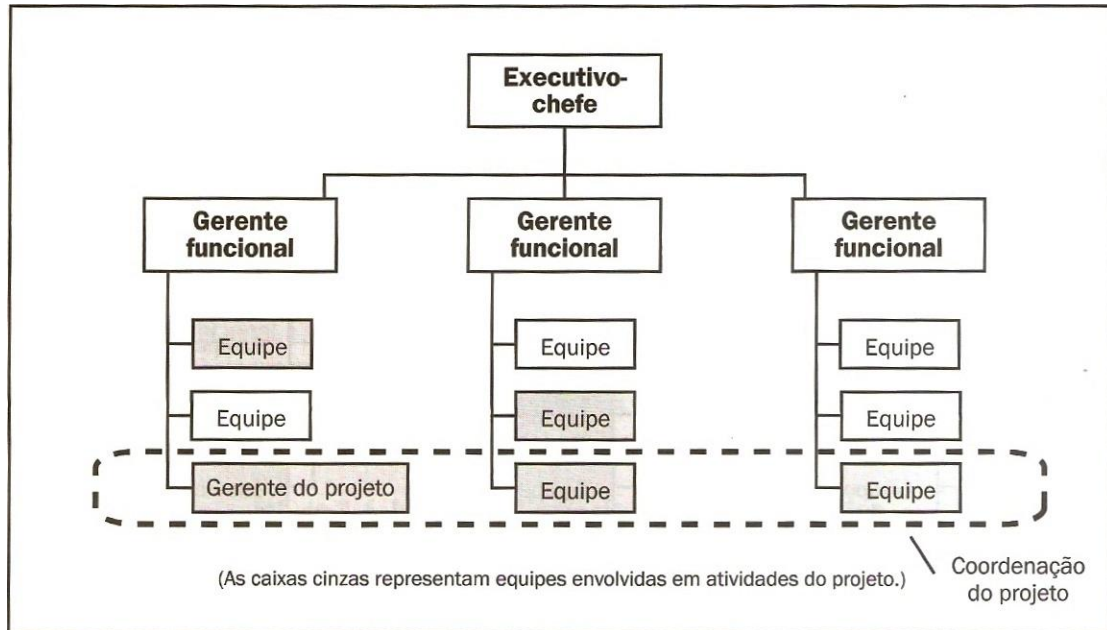 Executivo-
chefe
Gerente
funcional
Gerente
funcional
Gerente
funcional
Equipe
Equipe
Equipe
Equipe
Equipe
Equipe
Gerente do projeto
Equipe
Equipe
(As caixas cinzas representam equipes envolvidas em atividades do projeto.)
Coordenação
do projeto